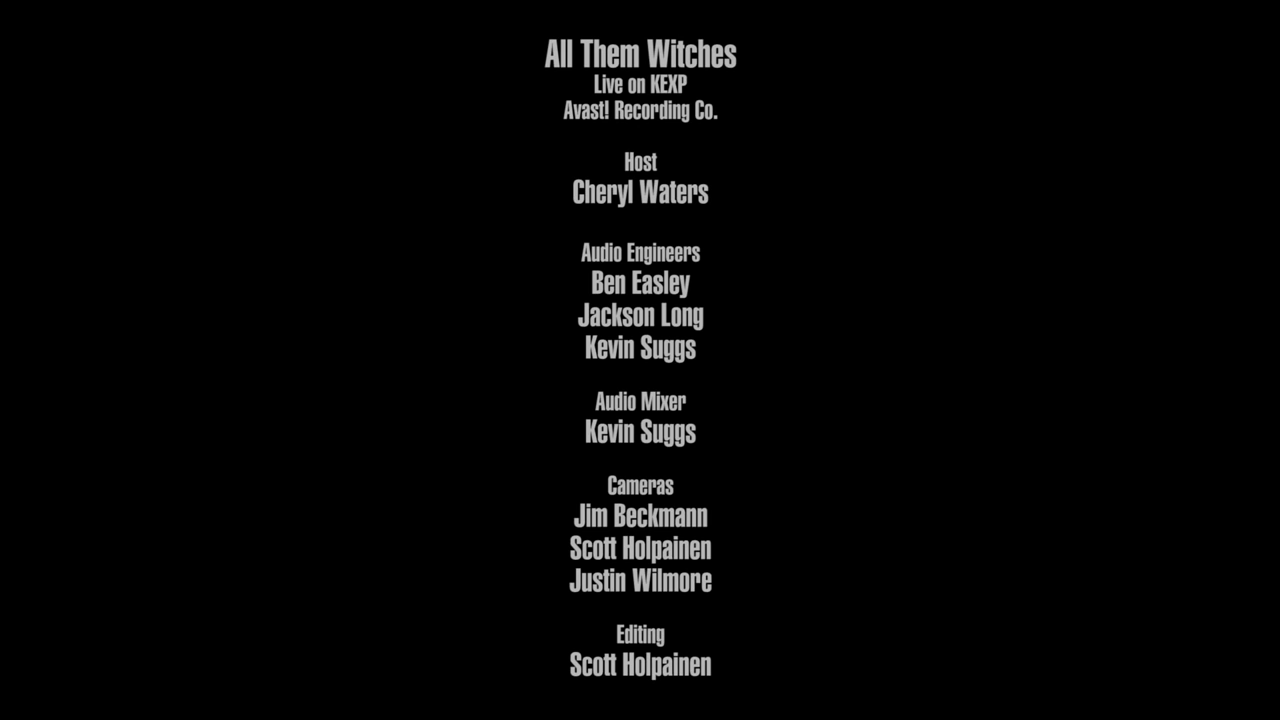 All Them Witches
Live on KEXP
Avast! Recording Co.
Host
Cheryl Waters
Audio Engineers
Ben Easley
Jackson Long
Kevin Suggs
Audio Mixer
Kevin Suggs
Cameras
Jim Beckmann
Scott Holpainen
Justin Wilmore
Editing
Scott Holpainen